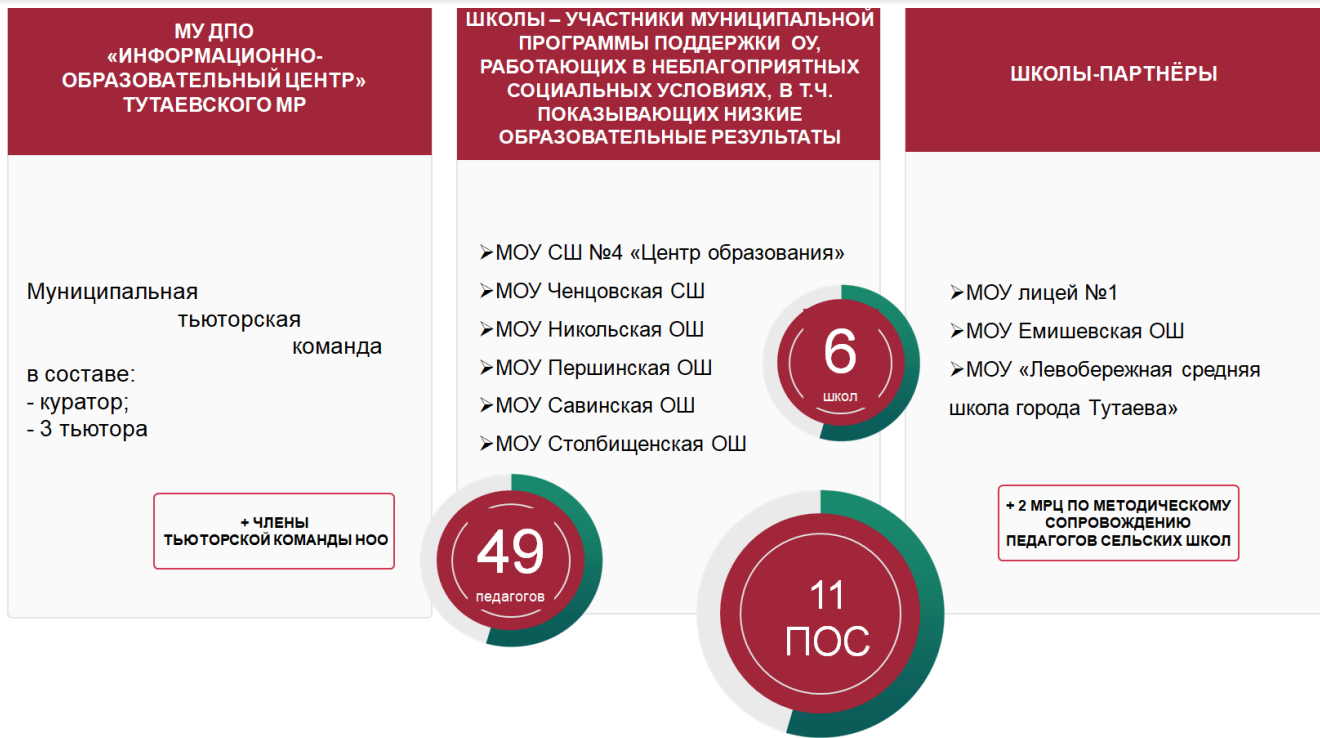 МУ ДПО
«ИНФОРМАЦИОННО-
ОБРАЗОВАТЕЛЬНЫЙ ЦЕНТР»
ТУТАЕВСКОГО МР
Муниципальная
тьюторская
команда
в составе:
- куратор;
- 3 тьютора
+ ЧЛЕНЫ
ТЬЮТОРСКОЙ КОМАНДЫ НОО
ШКОЛЫ – УЧАСТНИКИ МУНИЦИПАЛЬНОЙ
ПРОГРАММЫ ПОДДЕРЖКИ ОУ,
РАБОТАЮЩИХ В НЕБЛАГОПРИЯТНЫХ
СОЦИАЛЬНЫХ УСЛОВИЯХ, В Т.Ч.
ПОКАЗЫВАЮЩИХ НИЗКИЕ
ОБРАЗОВАТЕЛЬНЫЕ РЕЗУЛЬТАТЫ
➢МОУ СШ №4 «Центр образования»
➢МОУ Ченцовская СШ
➢МОУ Никольская ОШ
➢МОУ Першинская ОШ
➢МОУ Савинская ОШ
➢МОУ Столбищенская ОШ
6
школ
49
педагогов
11
ПОС
ШКОЛЫ-ПАРТНЁРЫ
➢МОУ лицей №1
➢МОУ Емишевская ОШ
➢МОУ «Левобережная средняя
школа города Тутаева»
+ 2 МРЦ ПО МЕТОДИЧЕСКОМУ
СОПРОВОЖДЕНИЮ
ПЕДАГОГОВ СЕЛЬСКИХ ШКОЛ